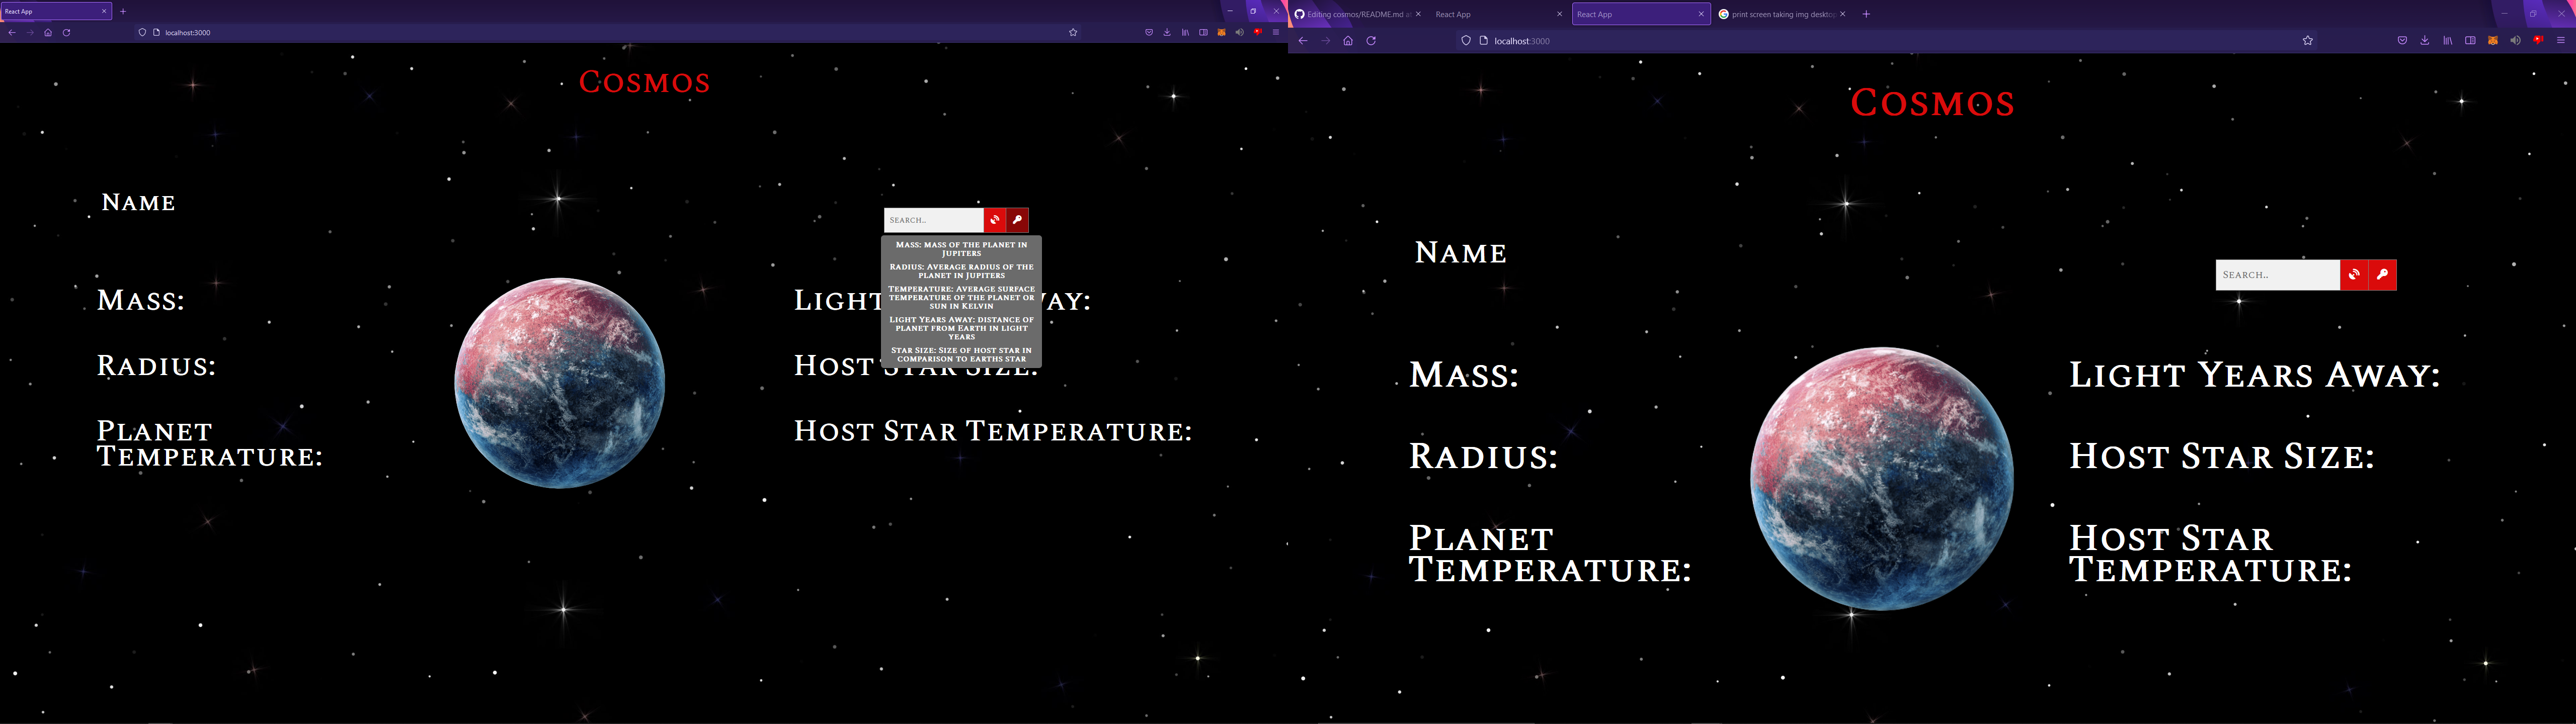 React App
localhost:3000
Cosmos
Name
Search..
Mass: mass of the planet in
Jupiters
Radius: Average radius of the
planet in Jupiters
Temperature: Average surface
temperature of the planet or
sun in Kelvin
Light Years Away: distance of
planet from Earth in light
years
Star Size: Size of host star in
comparison to earths star
Mass:
Radius:
Planet
Temperature:
Light
way:
Host Star Size:
Host Star Temperature:
Editing cosmos/README.md a
React App
React App
print screen taking img desktop
localhost:3000
Cosmos
Name
Search..
Mass:
Radius:
Planet
Temperature:
Light Years Away:
Host Star Size:
Host Star
Temperature: